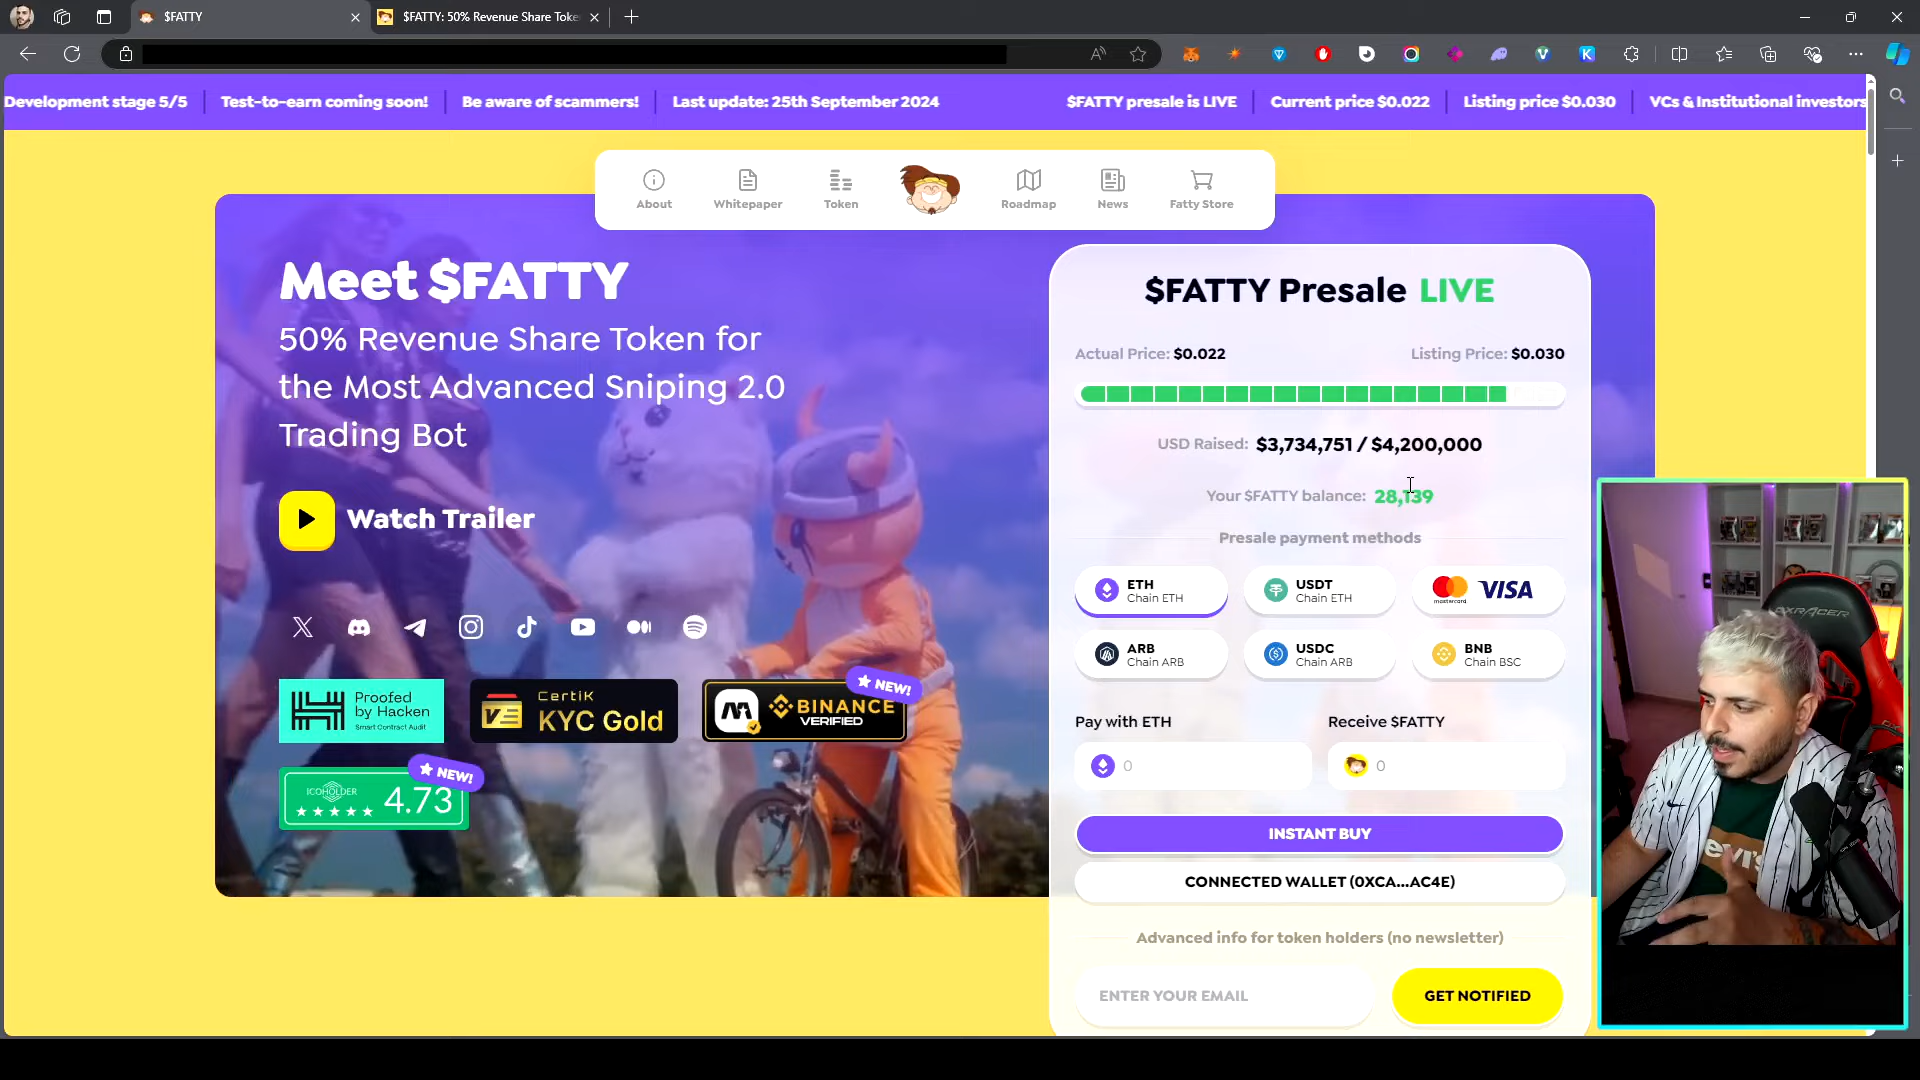 $FATTY
$FATTY: 50% Revenue Share Toke
Development stage 5/5
Test-to-earn coming soon!
Be aware of scammers!
Last update: 25th September 2024
$FATTY presale is LIVE
Current price $0.022
Listing price $0.030
VCs & Institutional investors
About
Whitepaper
Token
Roadmap
News
Fatty Store
Meet $FATTY
50% Revenue Share Token for
the Most Advanced Sniping 2.0
Trading Bot
Watch Trailer
Proofed
by Hacken
Smart Contract Audit
CertiK
KYC Gold
NEW!
BINANCE
VERIFIED
NEW!
ICOHOLDER
4.73
$FATTY Presale LIVE
Actual Price: $0.022
Listing Price: $0.030
USD Raised: $3,734,751 / $4,200,000
Your $FATTY balance: 28,139
Presale payment methods
ETH
Chain ETH
USDT
Chain ETH
mastercard
VISA
ARB
Chain ARB
USDC
Chain ARB
BNB
Chain BSC
Pay with ETH
Receive $FATTY
0
0
INSTANT BUY
CONNECTED WALLET (0XCA...AC4E)
Advanced info for token holders (no newsletter)
ENTER YOUR EMAIL
GET NOTIFIED